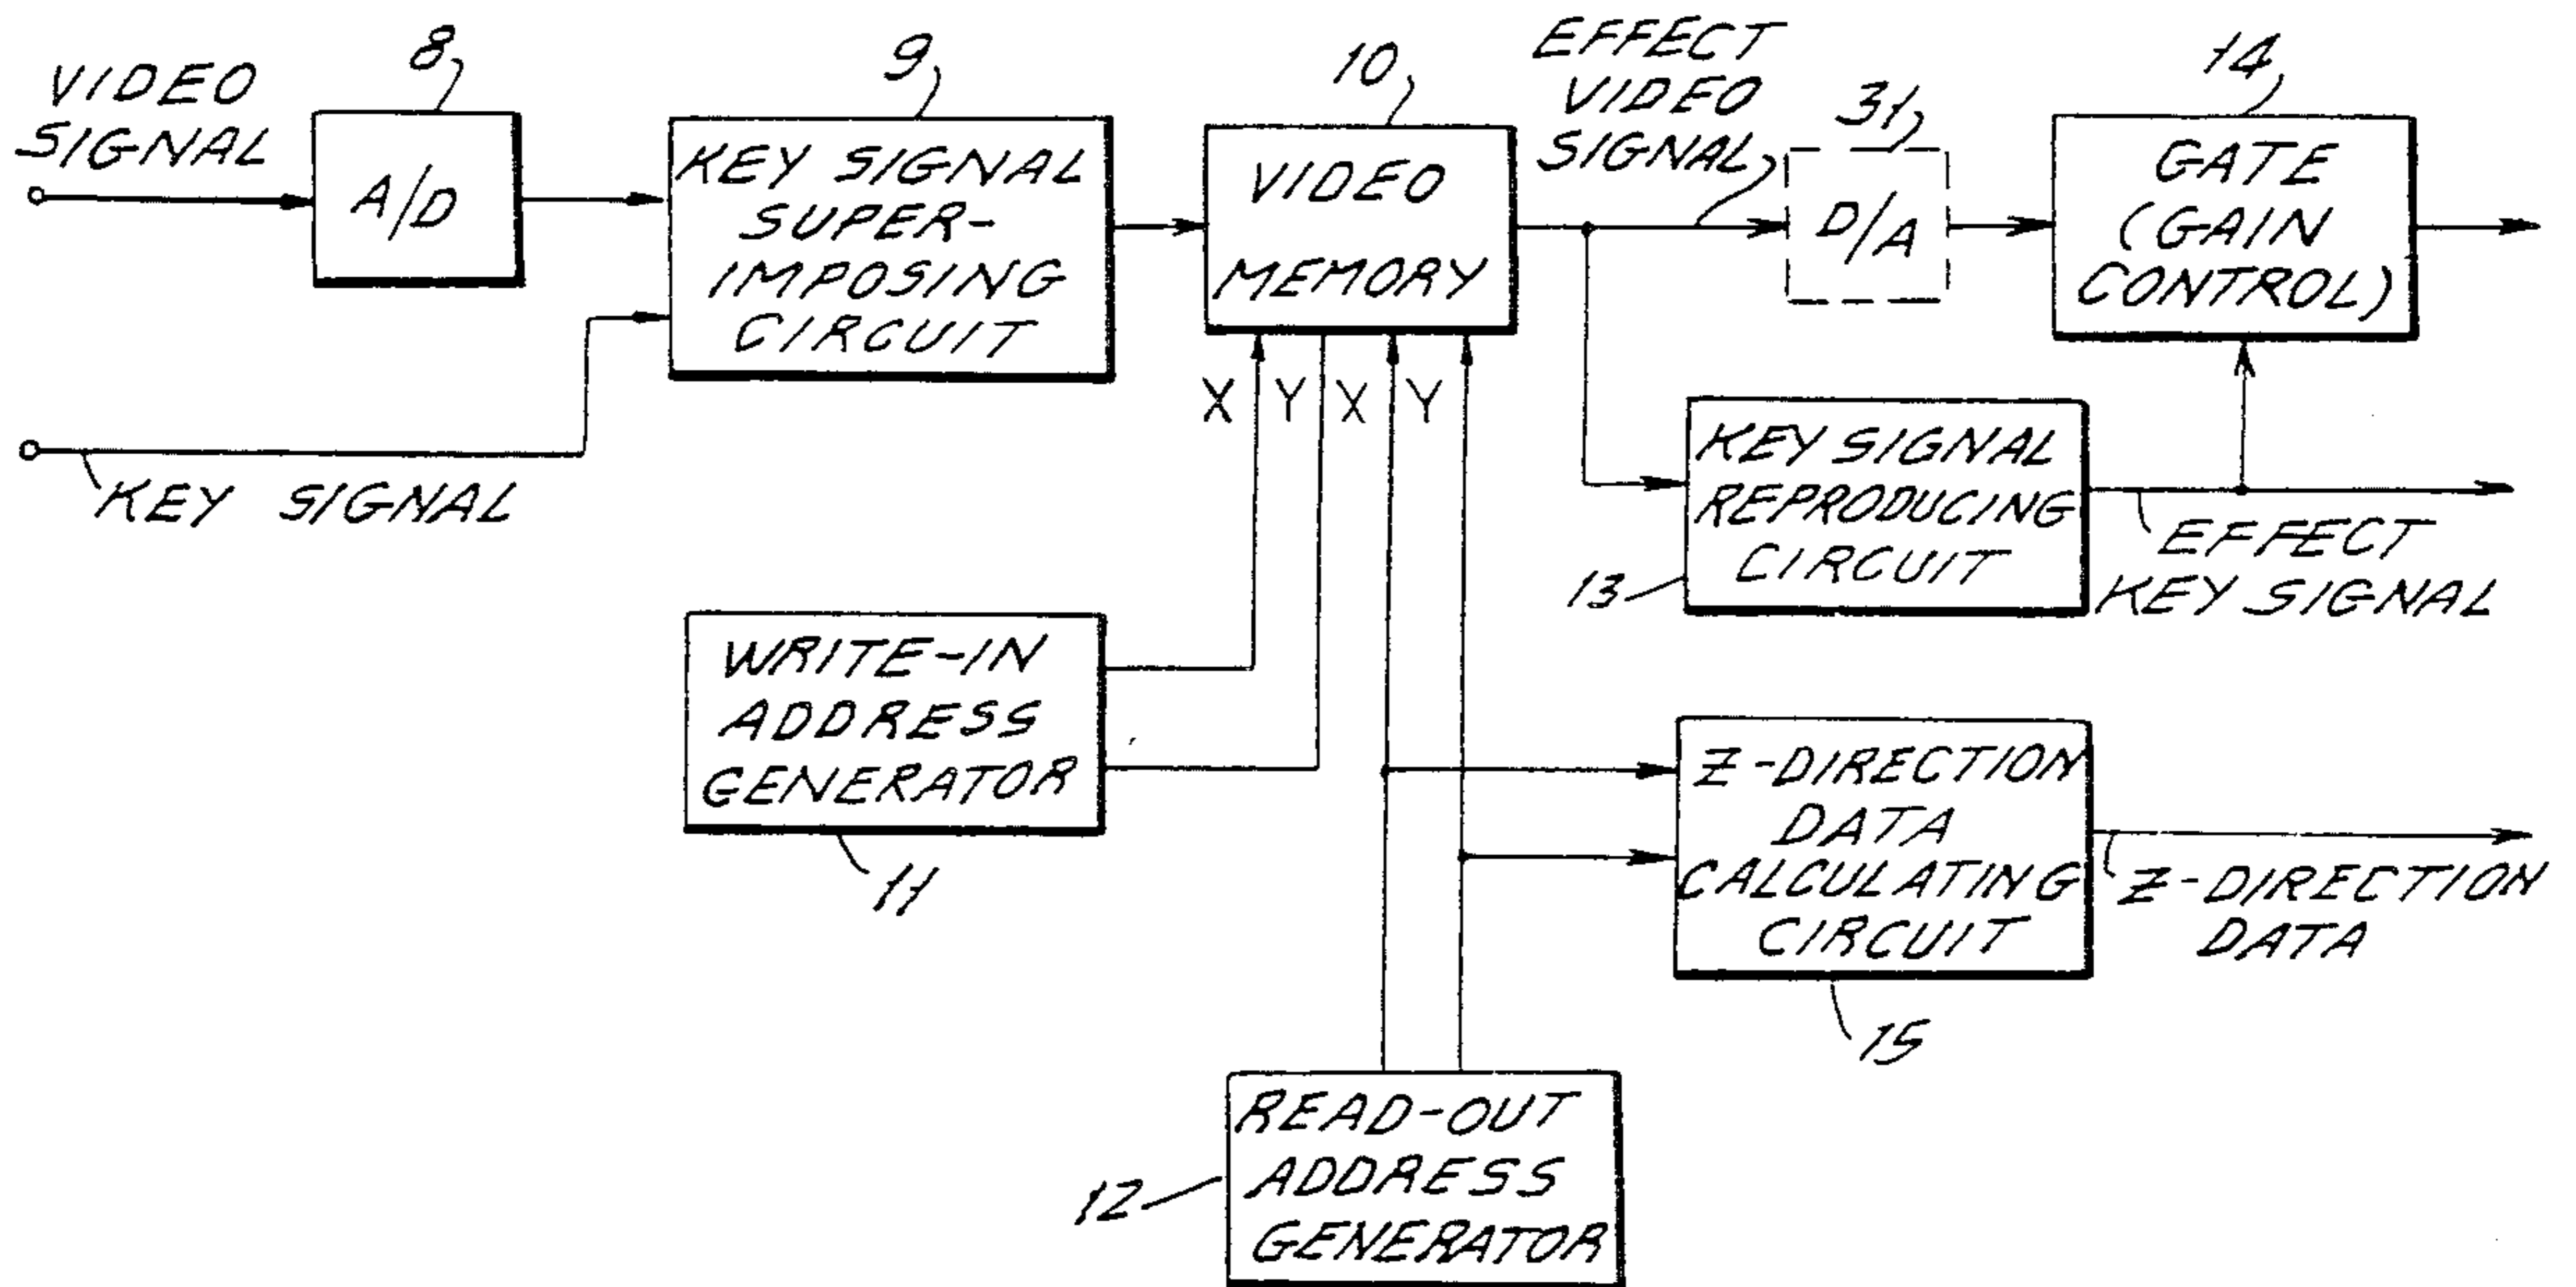 VIDEO
SIGNAL
8
A/D
9
KEY SIGNAL
SUPER-
IMPOSING
CIRCUIT
KEY SIGNAL
10
VIDEO
MEMORY
X Y X Y
EFFECT
VIDEO
SIGNAL
31
D/A
14
GATE
(GAIN
CONTROL)
KEY SIGNAL
REPRODUCING
CIRCUIT
13
EFFECT
KEY SIGNAL
WRITE-IN
ADDRESS
GENERATOR
11
Z-DIRECTION
DATA
CALCULATING
CIRCUIT
15
Z-DIRECTION
DATA
READ-OUT
ADDRESS
GENERATOR
12